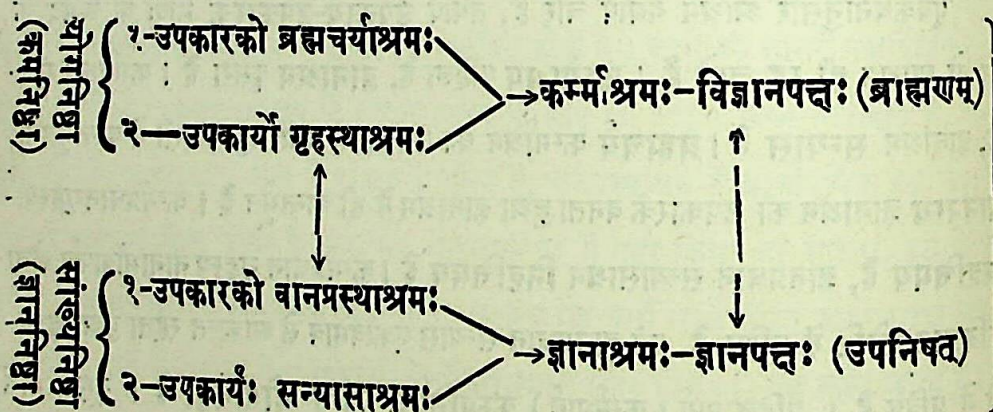 योगनिष्ठा
(कर्मनिष्ठा)
१-उपकारको ब्रह्मचर्याश्रमः
२—उपकार्यो गृहस्थाश्रमः
→कर्म्माश्रमः-विज्ञानपक्षः (ब्राह्मणम्)
सांख्यनिष्ठा
(ज्ञाननिष्ठा)
१-उपकारको वानप्रस्थाश्रमः
२-उपकार्यः सन्यासाश्रमः
→ज्ञानाश्रमः-ज्ञानपक्षः (उपनिषत्)